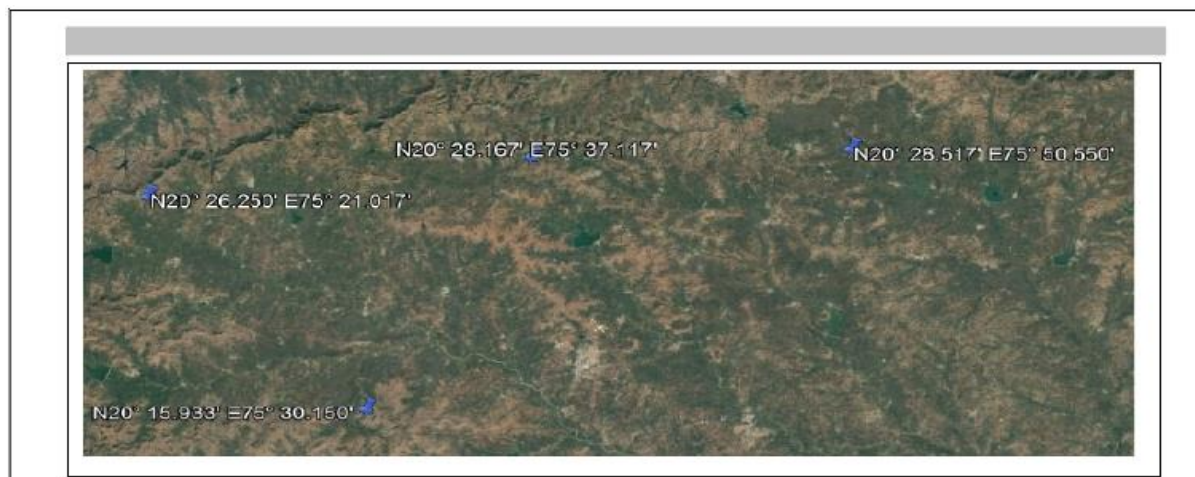 N20° 28.167' E75° 37.117'
N20° 28.517' E75° 50.550'
N20° 26.250' E75° 21.017'
N20° 15.933' E75° 30.150'